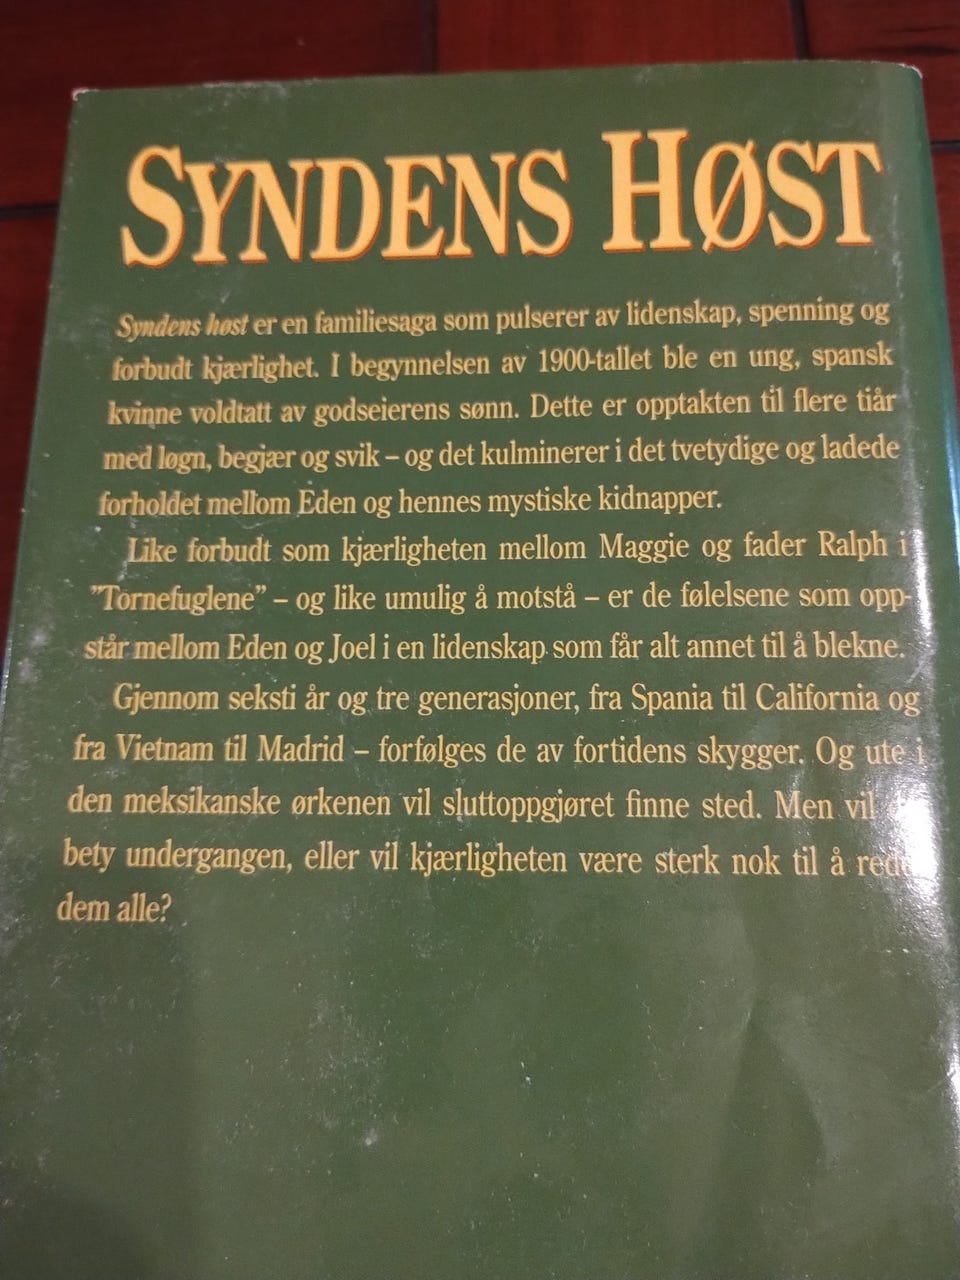 SYNDENS HØST
Syndens høst er en familiesaga som pulserer av lidenskap, spenning og
forbudt kjærlighet. I begynnelsen av 1900-tallet ble en ung, spansk
kvinne voldtatt av godseierens sønn. Dette er opptakten til flere tiår
med løgn, begjær og svik – og det kulminerer i det tvetydige og ladede
forholdet mellom Eden og hennes mystiske kidnapper.
Like forbudt som kjærligheten mellom Maggie og fader Ralph i
”Tornefuglene” – og like umulig å motstå – er de følelsene som opp-
står mellom Eden og Joel i en lidenskap som får alt annet til å blekne.
Gjennom seksti år og tre generasjoner, fra Spania til California og
fra Vietnam til Madrid – forfølges de av fortidens skygger. Og ute i
den meksikanske ørkenen vil sluttoppgjøret finne sted. Men vil
bety undergangen, eller vil kjærligheten være sterk nok til å
dem alle?